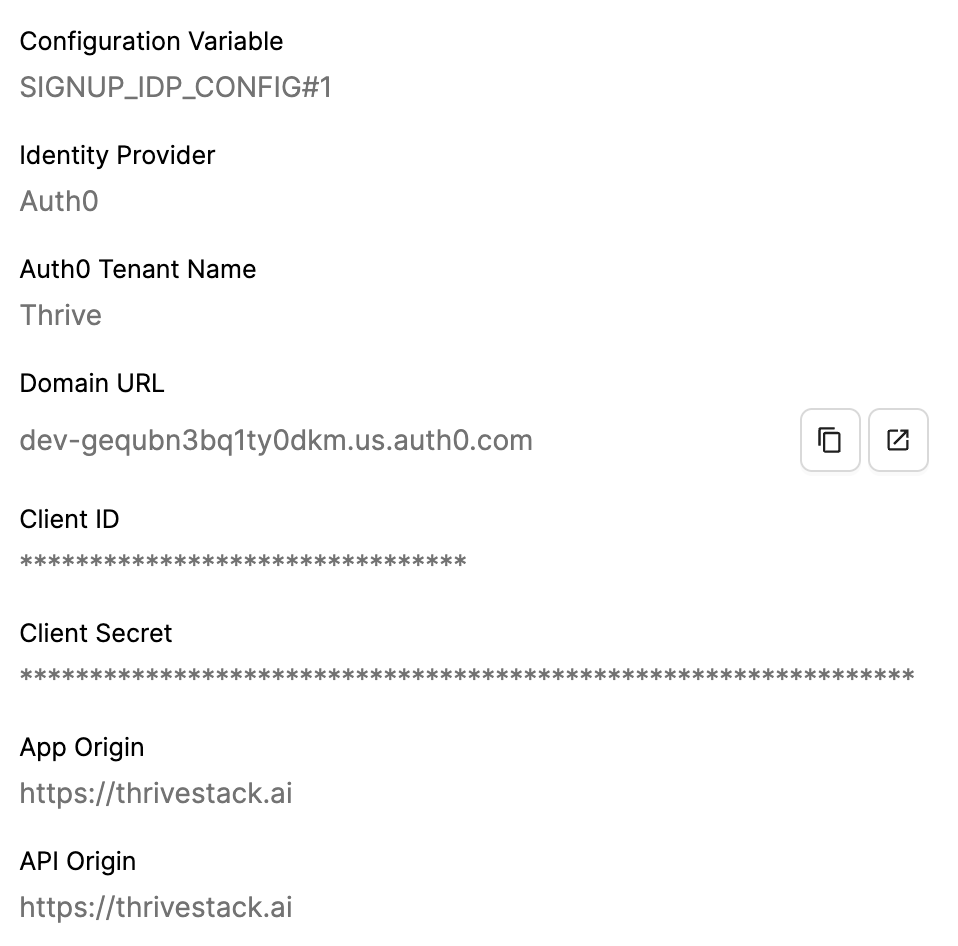 Configuration Variable
SIGNUP_IDP_CONFIG#1
Identity Provider
Auth0
Auth0 Tenant Name
Thrive
Domain URL
dev-gequbn3bq1ty0dkm.us.auth0.com
Client ID
********************************
Client Secret
****************************************************************
App Origin
https://thrivestack.ai
API Origin
https://thrivestack.ai